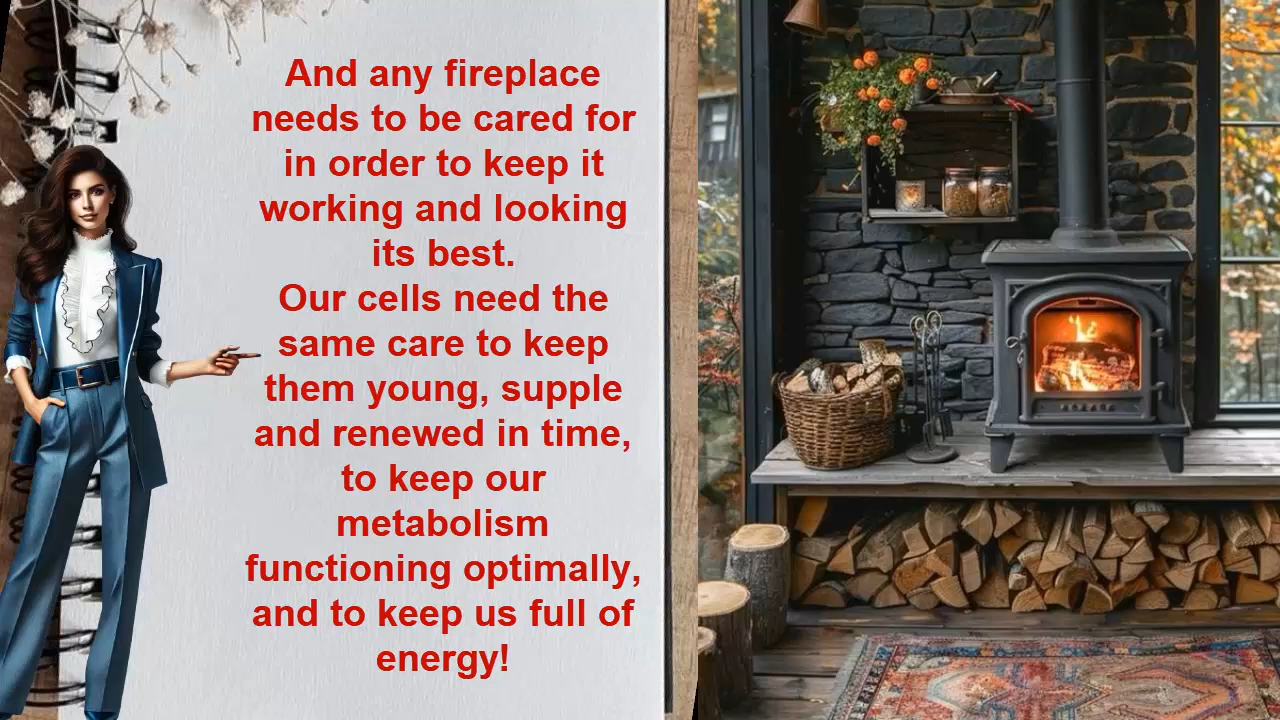 And any fireplace
needs to be cared for
in order to keep it
working and looking
its best.
Our cells need the
same care to keep
them young, supple
and renewed in time,
to keep our
metabolism
functioning optimally,
and to keep us full of
energy!